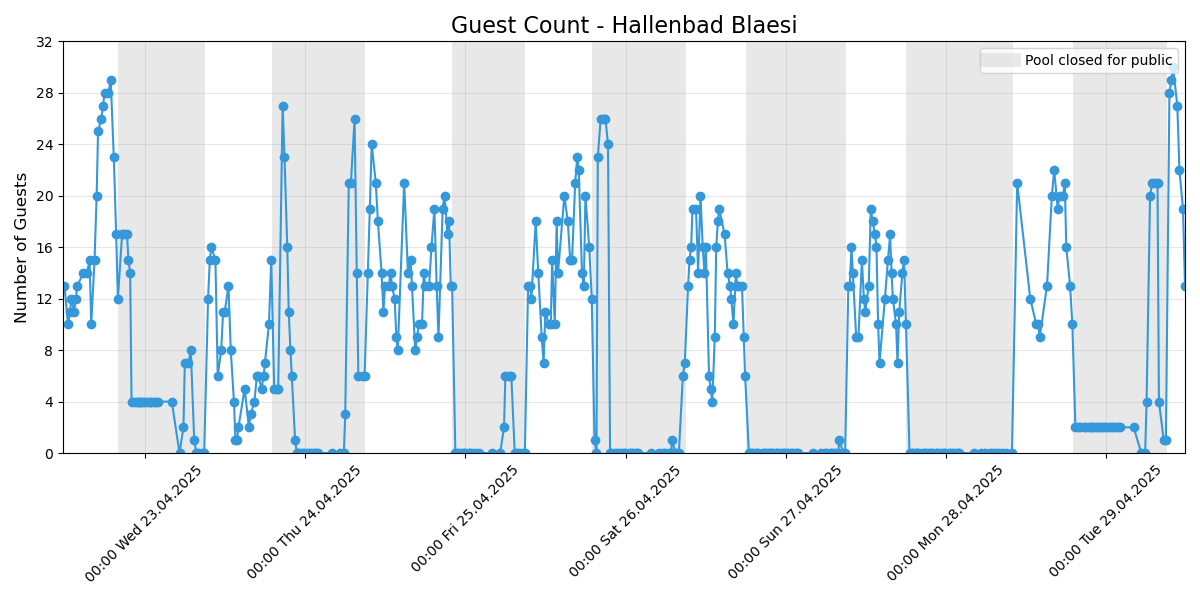 Guest Count - Hallenbad Blaesi
Pool closed for public
Number of Guests
32
28
24
20
16
12
8
4
0
00:00 Wed 23.04.2025
00:00 Thu 24.04.2025
00:00 Fri 25.04.2025
00:00 Sat 26.04.2025
00:00 Sun 27.04.2025
00:00 Mon 28.04.2025
00:00 Tue 29.04.2025